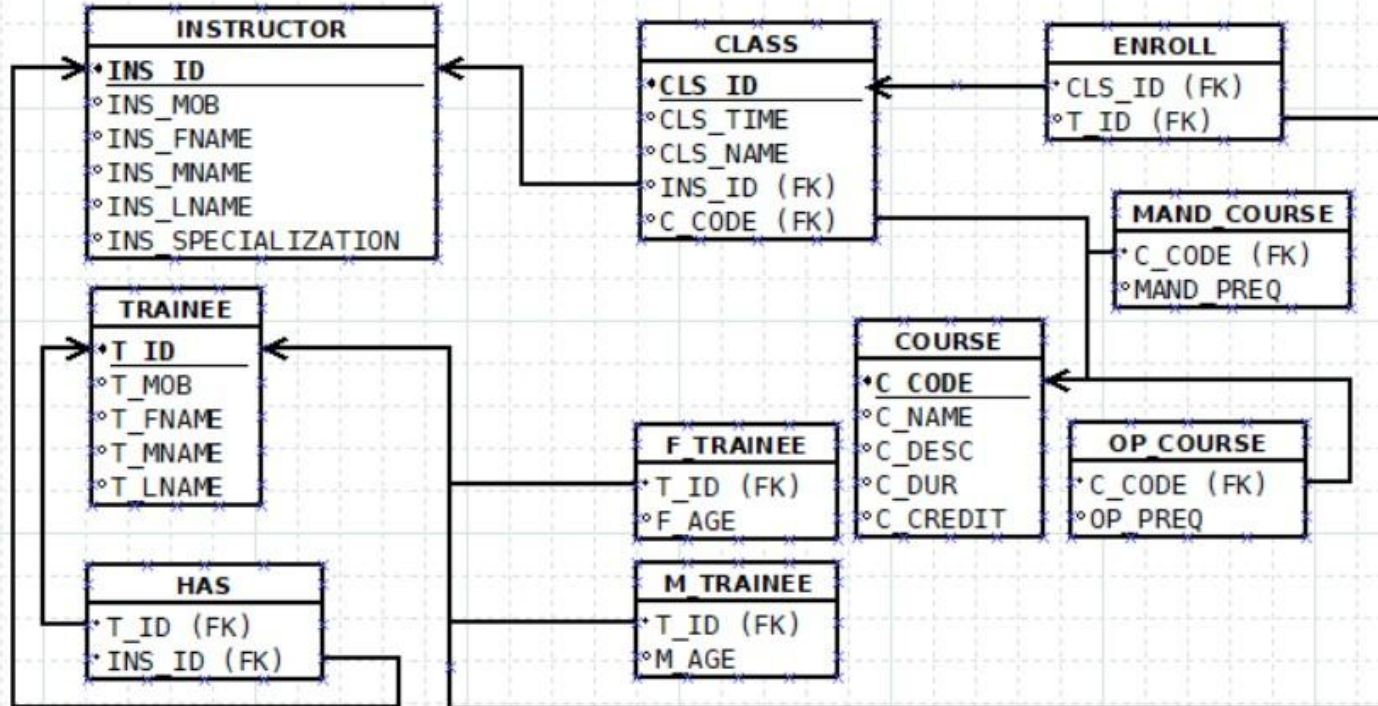 INSTRUCTOR
INS_ID
INS_MOB
INS_FNAME
INS_MNAME
INS_LNAME
INS_SPECIALIZATION
CLASS
CLS_ID
CLS_TIME
CLS_NAME
INS_ID (FK)
C_CODE (FK)
ENROLL
CLS_ID (FK)
T_ID (FK)
MAND_COURSE
C_CODE (FK)
MAND_PREQ
TRAINEE
T_ID
T_MOB
T_FNAME
T_MNAME
T_LNAME
COURSE
C_CODE
C_NAME
C_DESC
C_DUR
C_CREDIT
F_TRAINEE
T_ID (FK)
F_AGE
OP_COURSE
C_CODE (FK)
OP_PREQ
HAS
T_ID (FK)
INS_ID (FK)
M_TRAINEE
T_ID (FK)
M_AGE